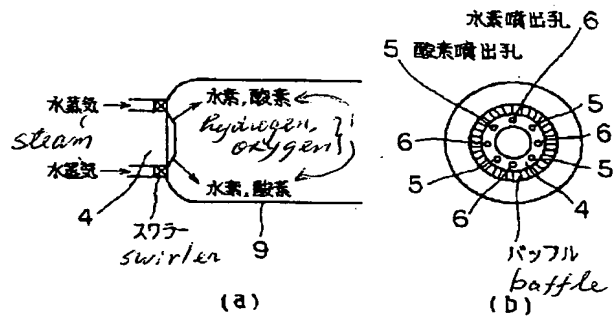 水素噴出孔 6
5 酸素噴出孔
水蒸気 水素,酸素
steam hydrogen, oxygen
5
6 6
5 5
水蒸気 水素,酸素
4 6 4
スワラー 9
swirler バッフル
baffle
(a) (b)